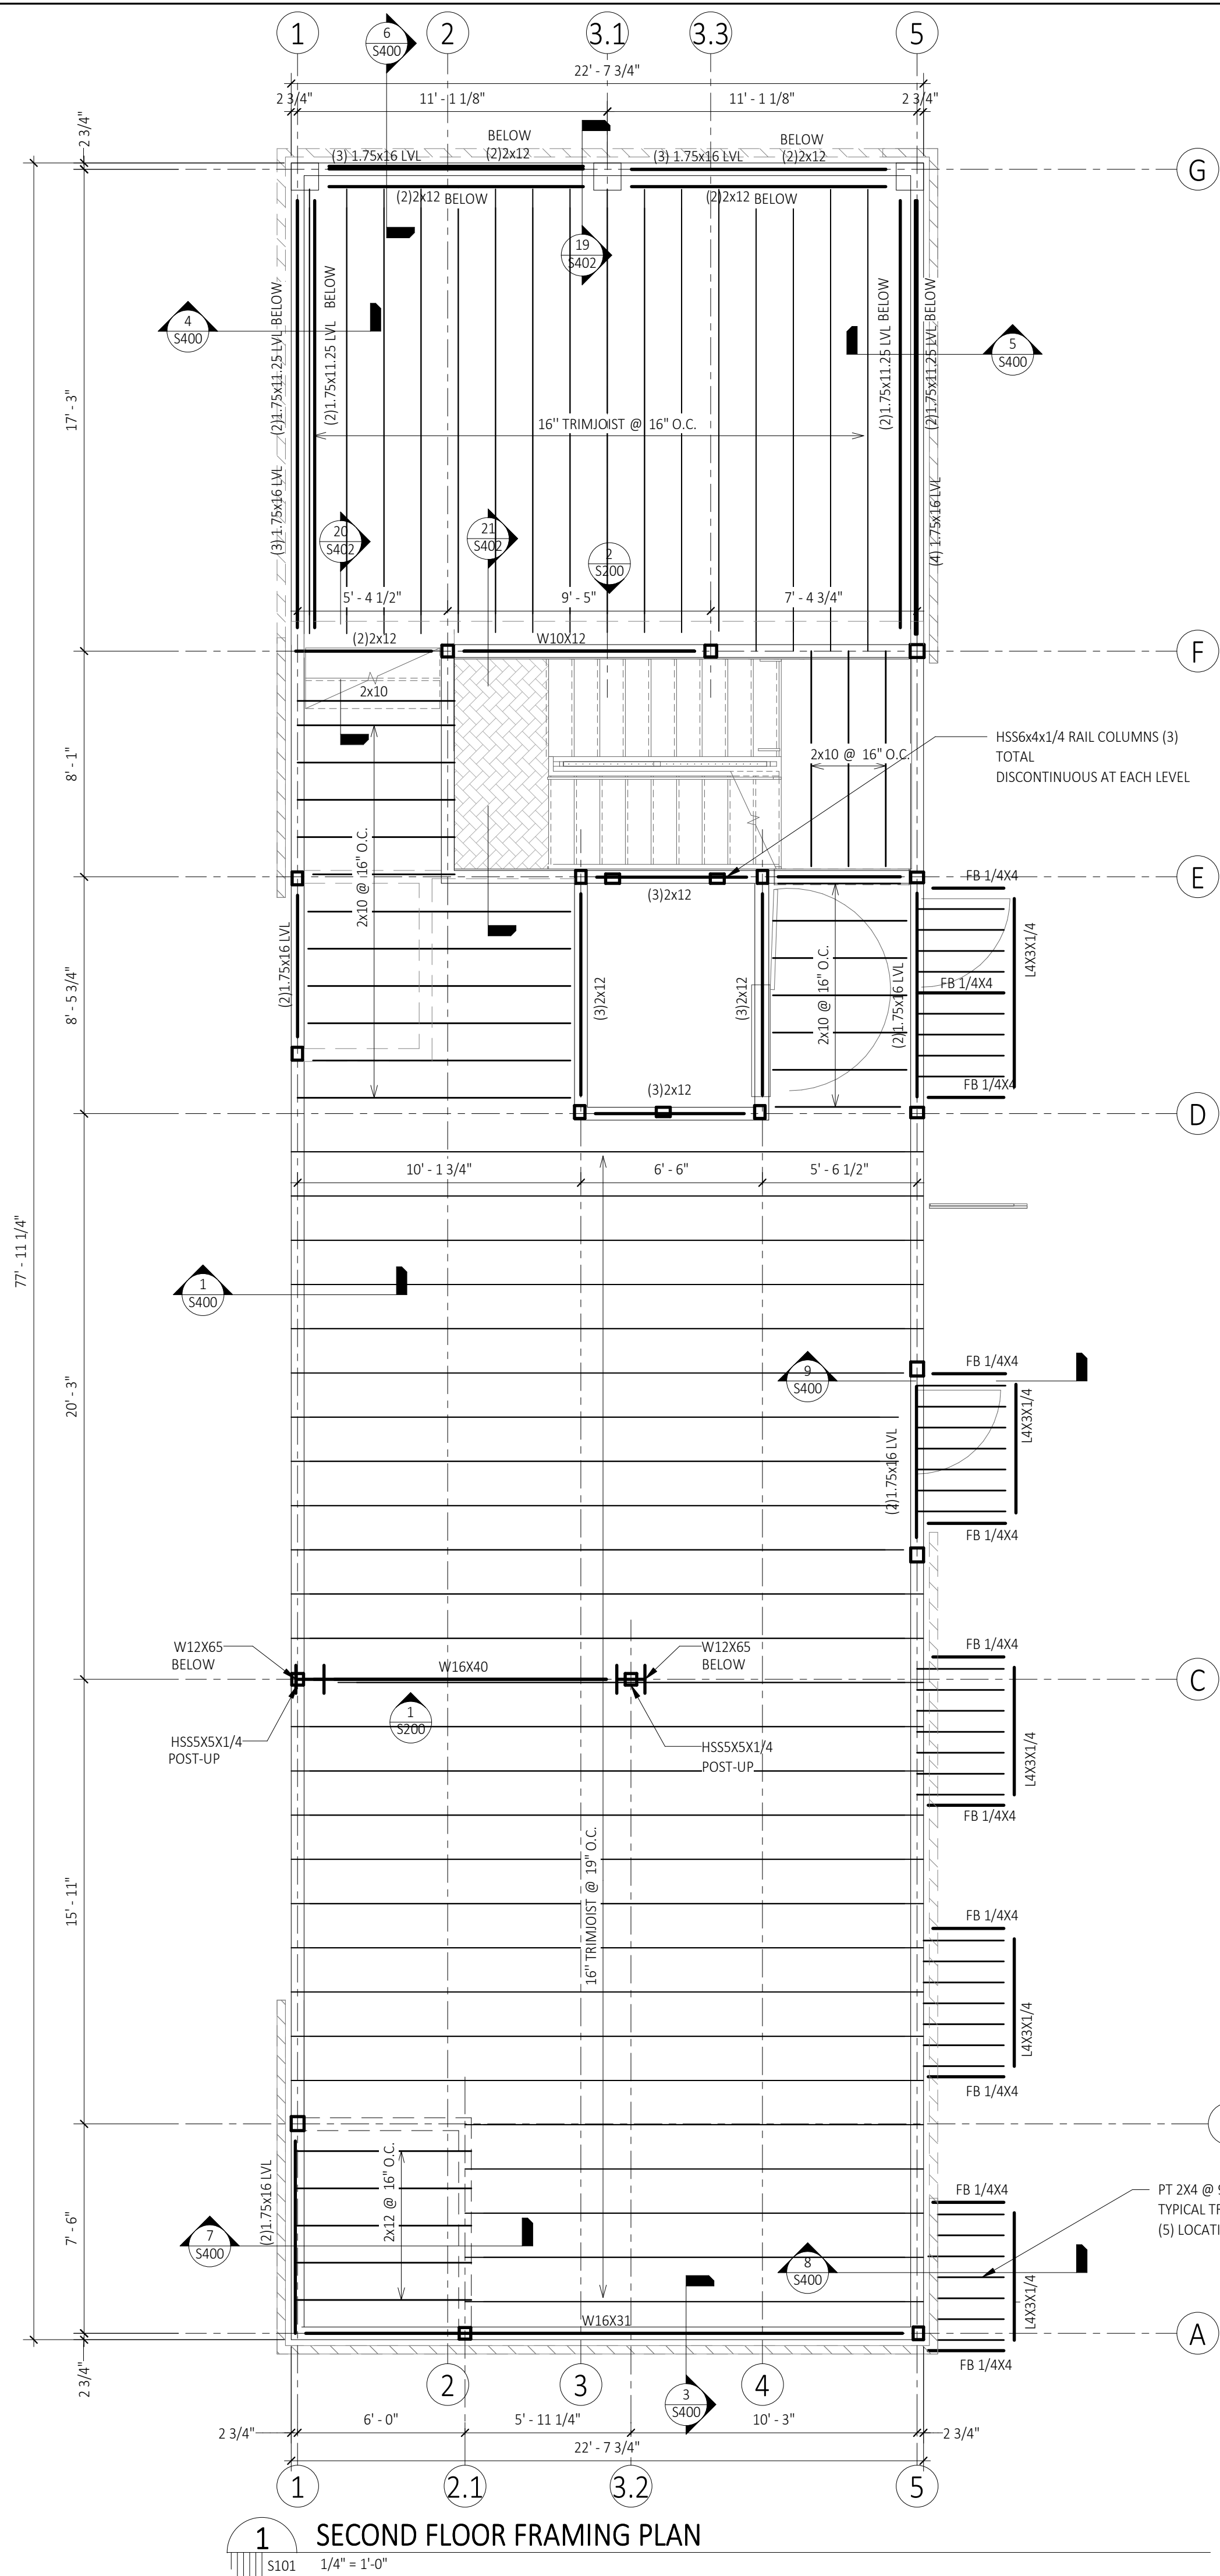 1
2
3.1
3.3
5
6
S400
22' - 7 3/4"
2 3/4"
11' - 1 1/8"
11' - 1 1/8"
2 3/4"
2 3/4"
BELOW
(3) 1.75x16 LVL
(2)2x12
BELOW
(3) 1.75x16 LVL
(2)2x12
G
(2)2x12 BELOW
(2)2x12 BELOW
19
S402
4
S400
5
S400
(2)1.75x11.25 LVL BELOW
(2)1.75x11.25 LVL BELOW
(2)1.75x11.25 LVL BELOW
(2)1.75x11.25 LVL BELOW
17' - 3"
16'' TRIMJOIST @ 16" O.C.
(3) 1.75x16 LVL
(4) 1.75x16 LVL
20
S402
21
S402
2
S200
5' - 4 1/2"
9' - 5"
7' - 4 3/4"
(2)2x12
W10X12
F
2x10
8' - 1"
2x10 @ 16" O.C.
HSS6x4x1/4 RAIL COLUMNS (3)
TOTAL
DISCONTINUOUS AT EACH LEVEL
2x10 @ 16" O.C.
E
FB 1/4X4
(3)2x12
(2)1.75x16 LVL
8' - 5 3/4"
(3)2x12
(3)2x12
2x10 @ 16" O.C.
(2)1.75x16 LVL
FB 1/4X4
L4X3X1/4
FB 1/4X4
(3)2x12
D
10' - 1 3/4"
6' - 6"
5' - 6 1/2"
77' - 11 1/4"
1
S400
20' - 3"
9
S400
FB 1/4X4
L4X3X1/4
(2)1.75x16 LVL
FB 1/4X4
W12X65
BELOW
W16X40
W12X65
BELOW
FB 1/4X4
C
1
S200
HSS5X5X1/4
POST-UP
HSS5X5X1/4
POST-UP
L4X3X1/4
FB 1/4X4
15' - 11"
16'' TRIMJOIST @ 19" O.C.
FB 1/4X4
L4X3X1/4
FB 1/4X4
7' - 6"
(2)1.75x16 LVL
2x12 @ 16" O.C.
7
S400
8
S400
FB 1/4X4
PT 2X4 @
TYPICAL
(5)
L4X3X1/4
FB 1/4X4
W16X31
A
2 3/4"
2
3
4
3
S400
2 3/4"
6' - 0"
5' - 11 1/4"
10' - 3"
2 3/4"
22' - 7 3/4"
1
2.1
3.2
5
1
SECOND FLOOR FRAMING PLAN
S101
1/4" = 1'-0"